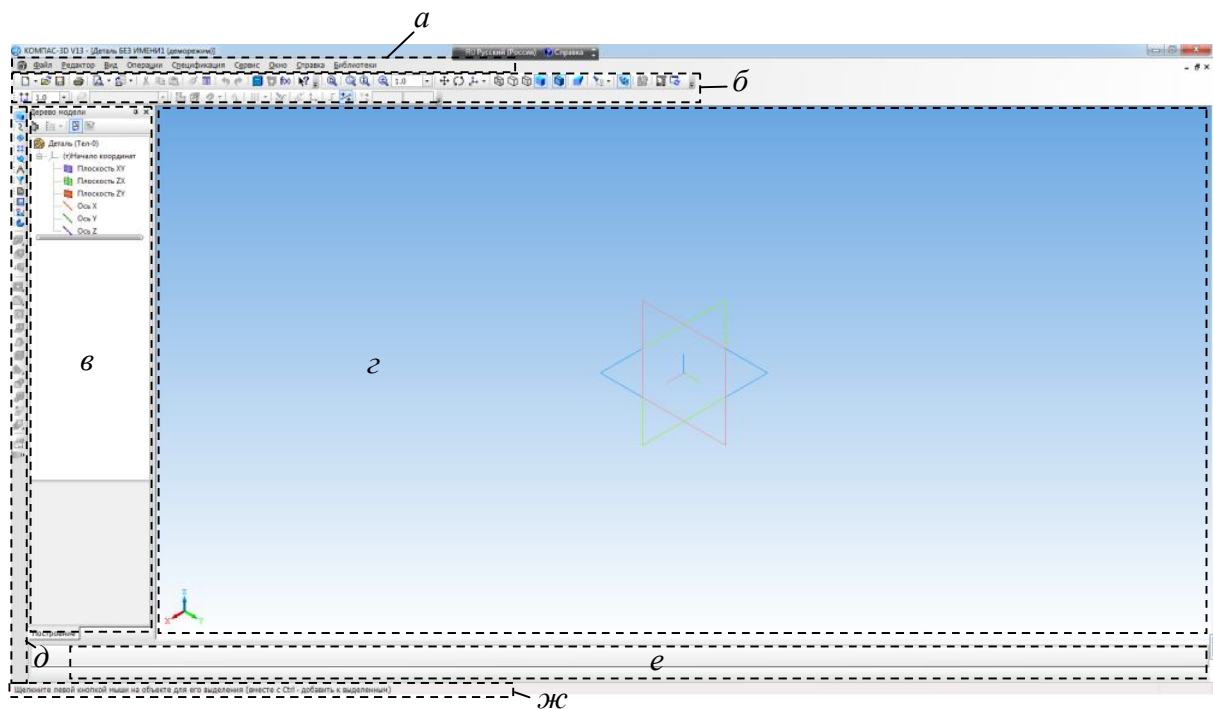 а
КОМПАС-3D V13 - [Деталь БЕЗ ИМЕНИ1 (деморежим)]
RU Русский (Россия) Справка
Файл Редактор Вид Операции Спецификация Сервис Окно Справка Библиотеки
1.0
б
1.0
Дерево модели
Деталь (Тел-0)
(т)Начало координат
Плоскость XY
Плоскость ZX
Плоскость ZY
Ось X
Ось Y
Ось Z
в
г
Z
X
Y
Построение
д
е
Щелкните левой кнопкой мыши на объекте для его выделения (вместе с Ctrl - добавить к выделенным)
ж